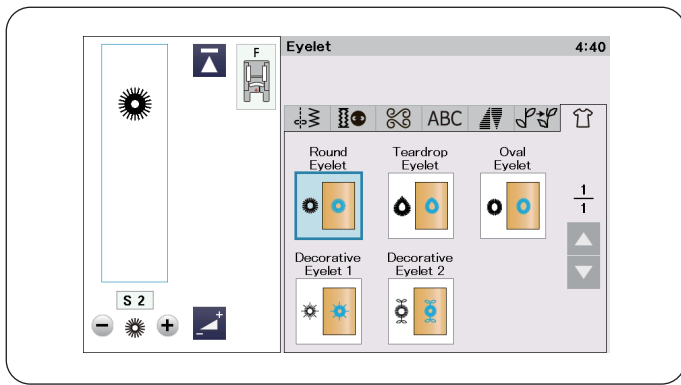 F
Eyelet 4:40
ABC
Round Teardrop Oval
Eyelet Eyelet Eyelet
1
1
Decorative Decorative
Eyelet 1 Eyelet 2
S 2